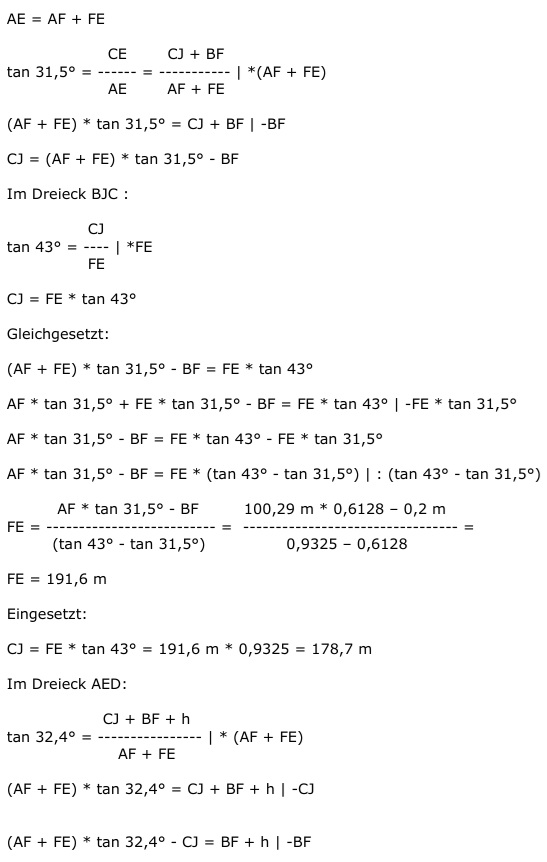 AE = AF + FE
CE CJ + BF
tan 31,5° = ------ = ----------- | *(AF + FE)
AE AF + FE
(AF + FE) * tan 31,5° = CJ + BF | -BF
CJ = (AF + FE) * tan 31,5° - BF
Im Dreieck BJC :
CJ
tan 43° = ---- | *FE
FE
CJ = FE * tan 43°
Gleichgesetzt:
(AF + FE) * tan 31,5° - BF = FE * tan 43°
AF * tan 31,5° + FE * tan 31,5° - BF = FE * tan 43° | -FE * tan 31,5°
AF * tan 31,5° - BF = FE * tan 43° - FE * tan 31,5°
AF * tan 31,5° - BF = FE * (tan 43° - tan 31,5°) | : (tan 43° - tan 31,5°)
AF * tan 31,5° - BF 100,29 m * 0,6128 – 0,2 m
FE = -------------------------- = --------------------------------- =
(tan 43° - tan 31,5°) 0,9325 – 0,6128
FE = 191,6 m
Eingesetzt:
CJ = FE * tan 43° = 191,6 m * 0,9325 = 178,7 m
Im Dreieck AED:
CJ + BF + h
tan 32,4° = ---------------- | * (AF + FE)
AF + FE
(AF + FE) * tan 32,4° = CJ + BF + h | -CJ
(AF + FE) * tan 32,4° - CJ = BF + h | -BF